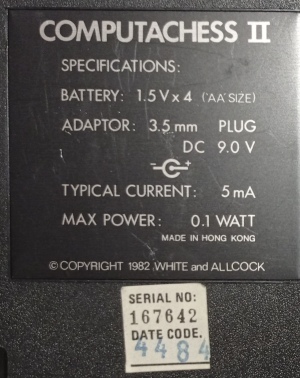 COMPUTACHESS II
SPECIFICATIONS:
BATTERY: 1.5 V x 4 ("AA" SIZE)
ADAPTOR: 3.5 mm PLUG
DC 9.0 V
TYPICAL CURRENT: 5 mA
MAX POWER: 0.1 WATT
MADE IN HONG KONG
© COPYRIGHT 1982 .WHITE and ALLCOCK
SERIAL NO:
167642
DATE CODE.
4484